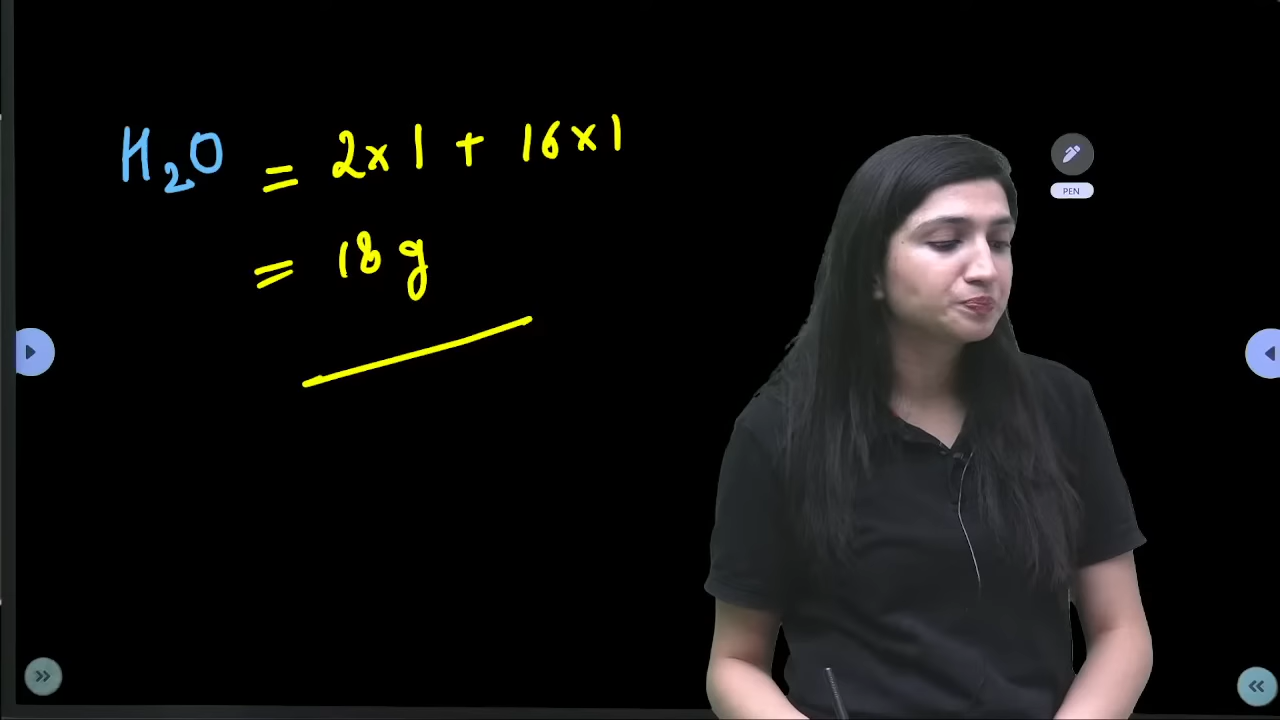 H₂O = 2 × 1 + 16 × 1
= 18 g
PEN